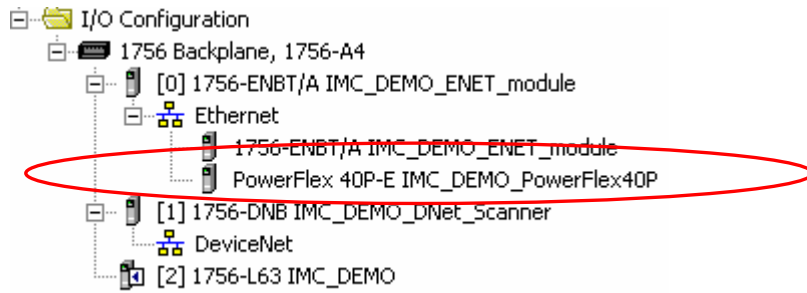 I/O Configuration
1756 Backplane, 1756-A4
[0] 1756-ENBT/A IMC_DEMO_ENET_module
Ethernet
1756-ENBT/A IMC_DEMO_ENET_module
PowerFlex 40P-E IMC_DEMO_PowerFlex40P
[1] 1756-DNB IMC_DEMO_DNet_Scanner
DeviceNet
[2] 1756-L63 IMC_DEMO